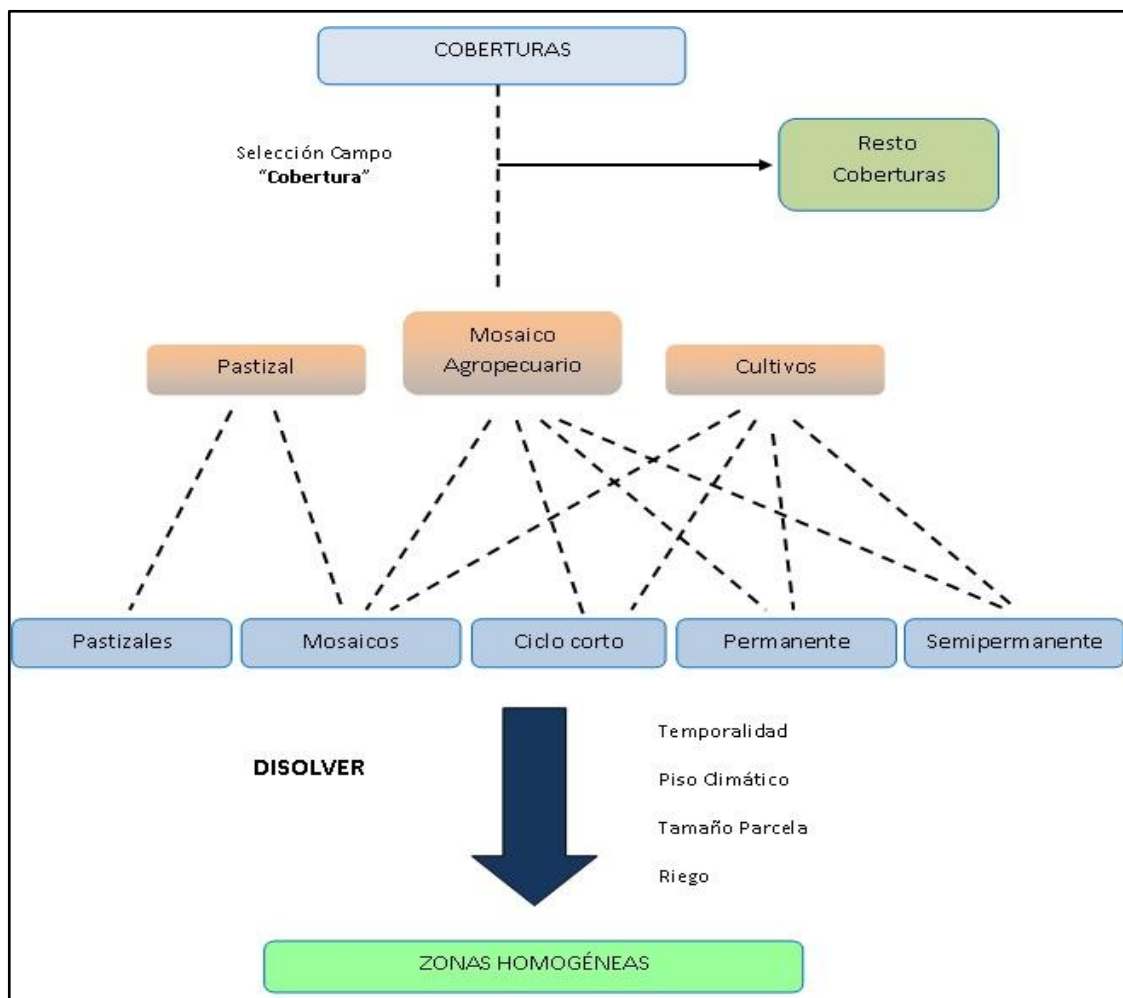 COBERTURAS
Selección Campo
“Cobertura”
Resto
Coberturas
Pastizal
Mosaico
Agropecuario
Cultivos
Pastizales
Mosaicos
Ciclo corto
Permanente
Semipermanente
DISOLVER
Temporalidad
Piso Climático
Tamaño Parcela
Riego
ZONAS HOMOGÉNEAS